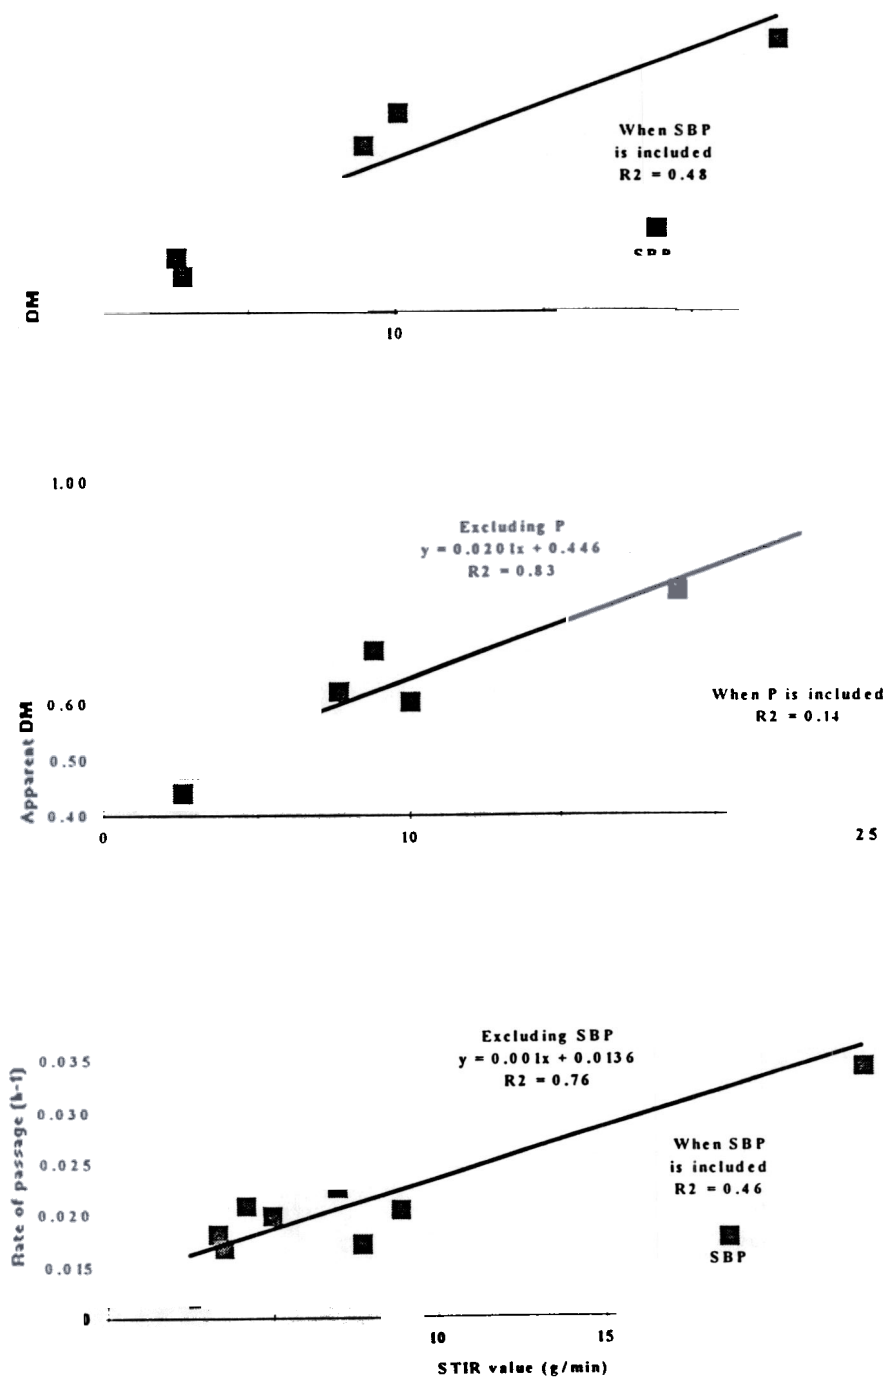 When SBP
is included
R2 = 0.48
DM
10
1.00
Excluding P
y = 0.0201x + 0.446
R2 = 0.83
0.60
When P is included
R2 = 0.14
Apparent DM
0.50
0.40
0
10
25
Excluding SBP
y = 0.001x + 0.0136
R2 = 0.76
0.035
0.030
0.025
0.020
0.015
Rate of passage (h-1)
When SBP
is included
R2 = 0.46
SBP
0
10
15
STIR value (g/min)